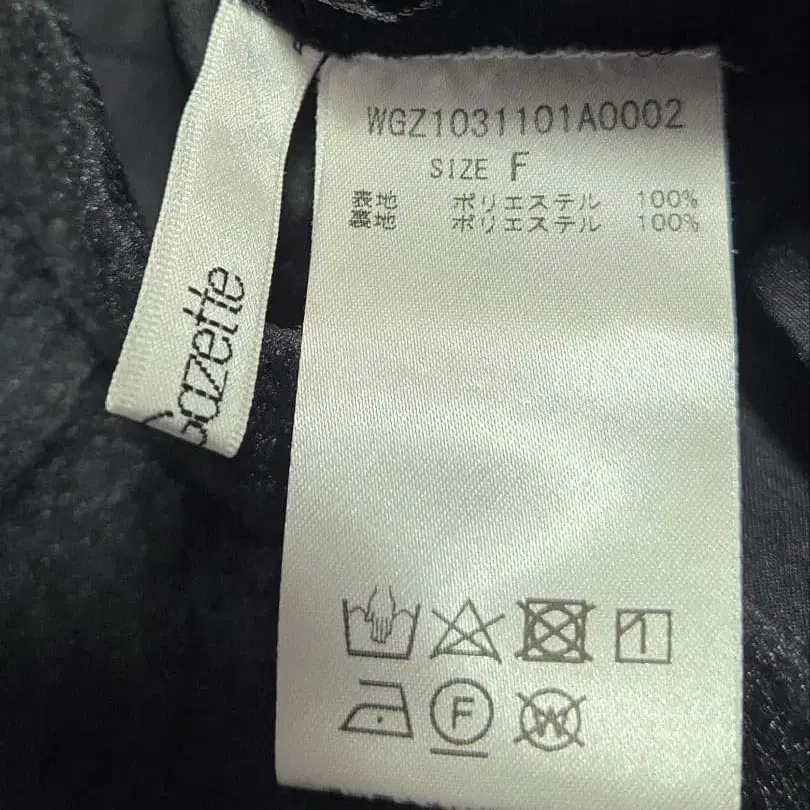 WGZ1031101A0002
SIZE F
表地 ポリエステル 100%
裏地 ポリエステル 100%
Gazette
F
W